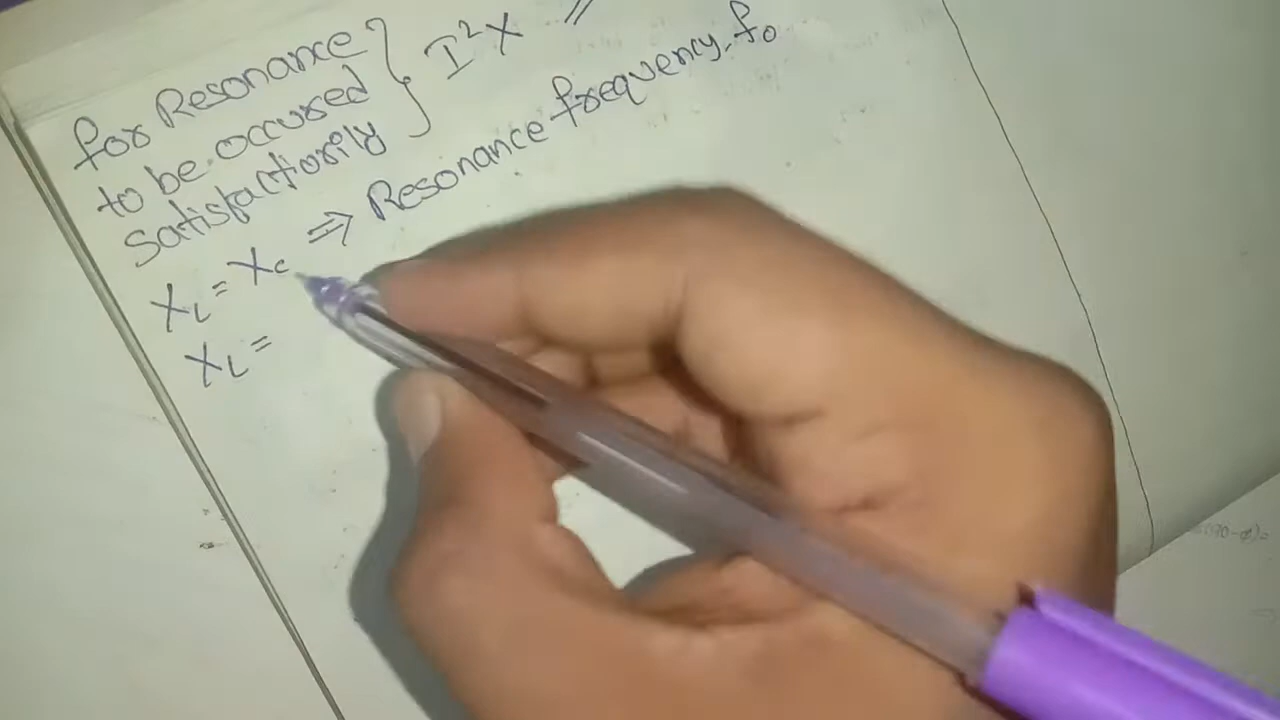 for Resonance
to be occured
satisfactorily } I²X =
X_L = X_C ⇒ Resonance frequency, f₀
X_L =